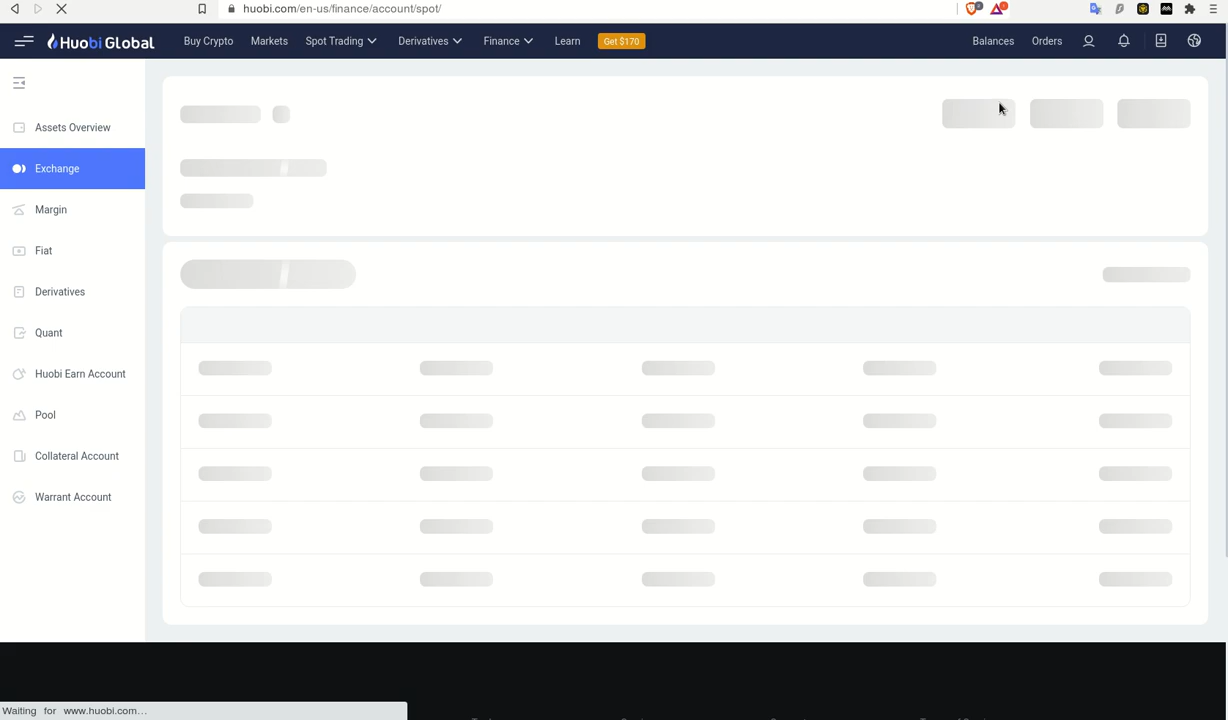 huobi.com/en-us/finance/account/spot/
Huobi Global
Buy Crypto
Markets
Spot Trading
Derivatives
Finance
Learn
Get $170
Balances
Orders
Assets Overview
Exchange
Margin
Fiat
Derivatives
Quant
Huobi Earn Account
Pool
Collateral Account
Warrant Account
Waiting for www.huobi.com...